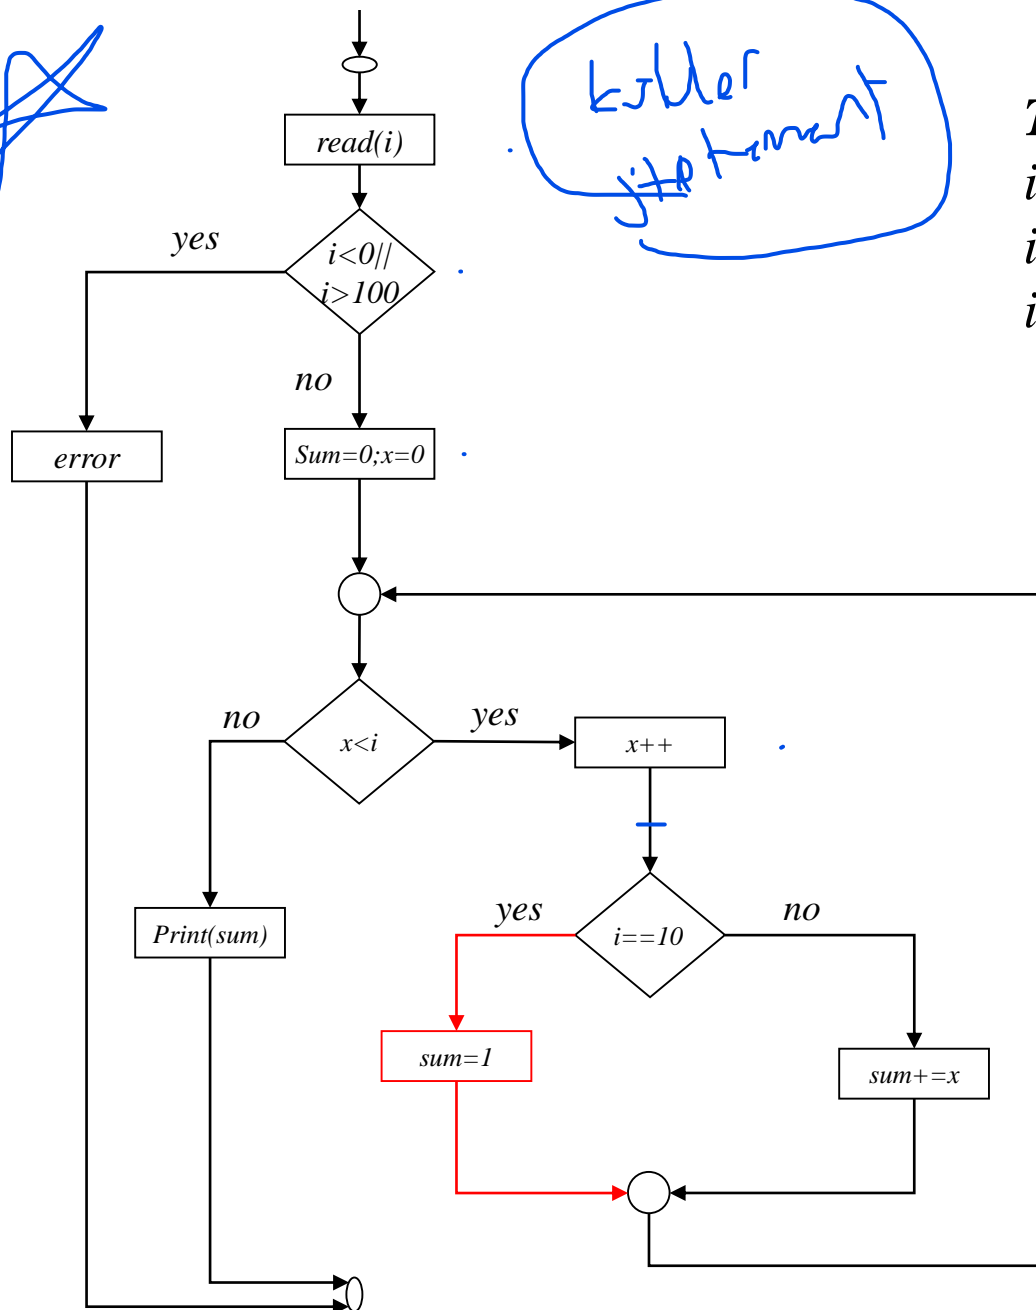 killer
read(i)
yes
i<0||
i>100
no
error
Sum=0;x=0
no
yes
x<i
x++
yes
no
i==10
Print(sum)
sum=1
sum+=x